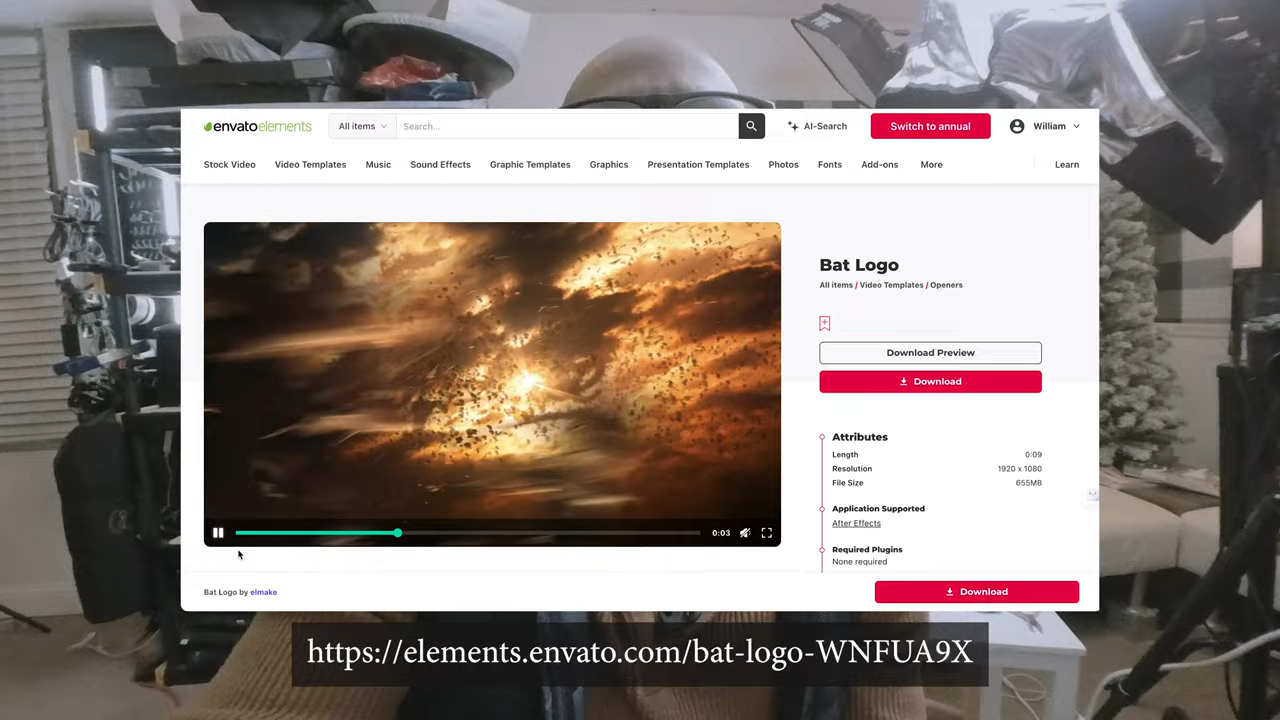 envatoelements
All items
Search...
AI-Search
Switch to annual
William
Stock Video
Video Templates
Music
Sound Effects
Graphic Templates
Graphics
Presentation Templates
Photos
Fonts
Add-ons
More
Learn
Bat Logo
All items / Video Templates / Openers
Download Preview
Download
Attributes
Length 0:09
Resolution 1920 x 1080
File Size 655MB
Application Supported
After Effects
Required Plugins
None required
0:03
Bat Logo by elmake
Download
https://elements.envato.com/bat-logo-WNFUA9X